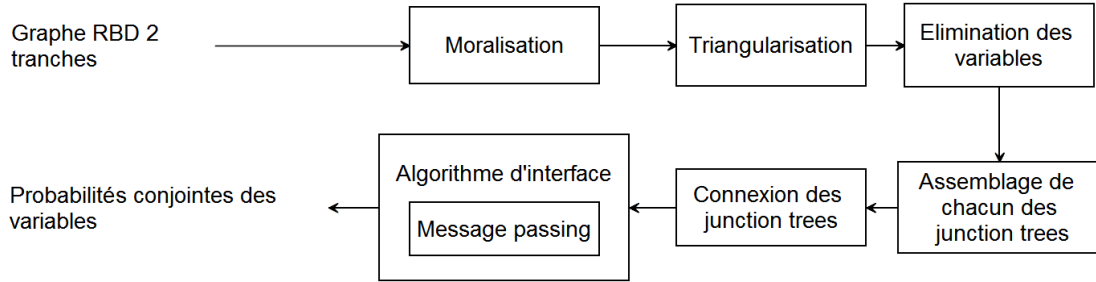 Graphe RBD 2
tranches
Moralisation
Triangularisation
Elimination des
variables
Assemblage de
chacun des
junction trees
Connexion des
junction trees
Algorithme d'interface
Message passing
Probabilités conjointes des
variables